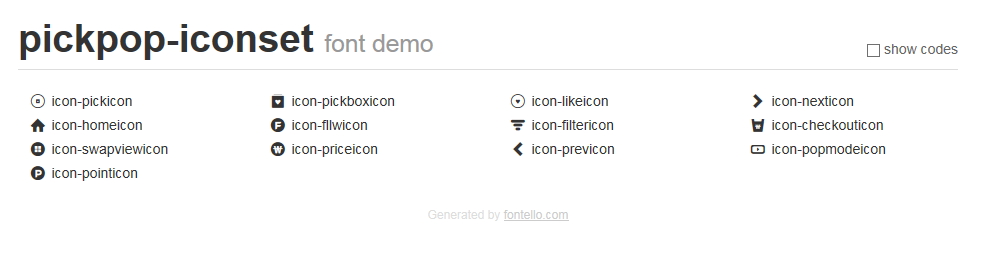 pickpop-iconset font demo
show codes
icon-pickicon icon-pickboxicon icon-likeicon icon-nexticon
icon-homeicon icon-fllwicon icon-filtericon icon-checkouticon
icon-swapviewicon icon-priceicon icon-previcon icon-popmodeicon
icon-pointicon
Generated by fontello.com